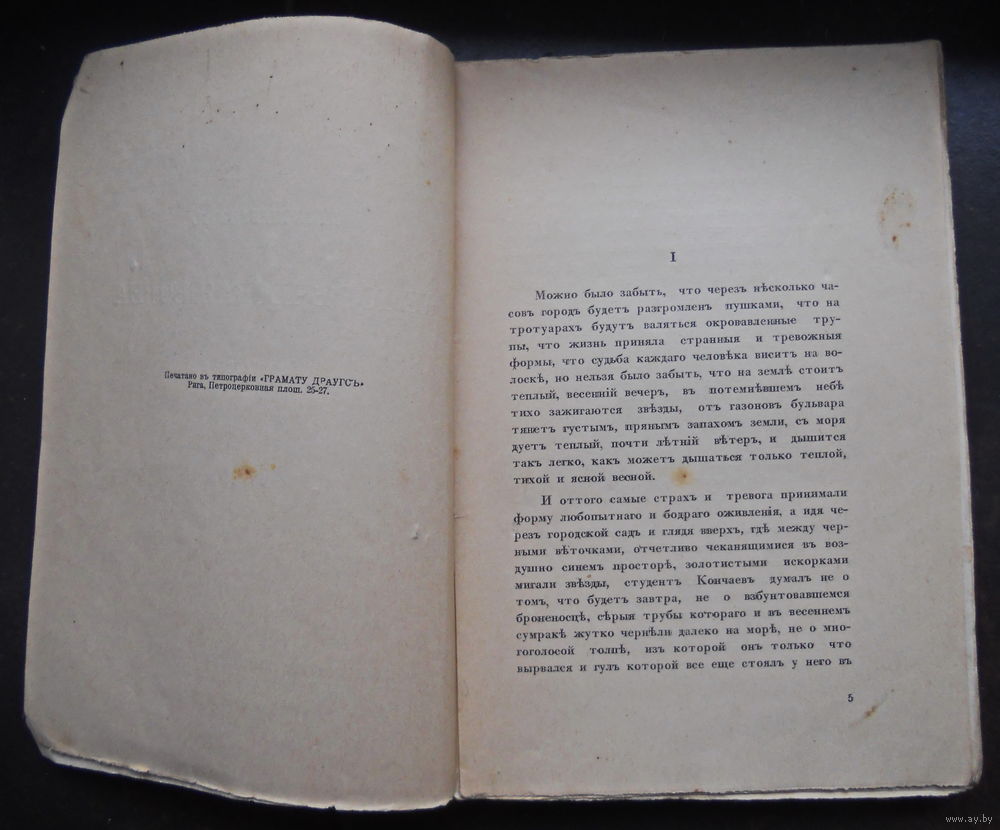 Печатано въ типографіи «ГРАМАТУ ДРАУГСЪ»
Рига, Петроцерковная площ. 25-27.
I
Можно было забыть, что черезъ нѣсколько ча-
совъ городъ будетъ разгромленъ пушками, что на
тротуарахъ будутъ валяться окровавленные тру-
пы, что жизнь приняла странныя и тревожныя
формы, что судьба каждаго человѣка виситъ на во-
лоскѣ, но нельзя было забыть, что на землѣ стоитъ
теплый, весенній вечеръ, въ потемнѣвшемъ небѣ
тихо зажигаются звѣзды, отъ газоновъ бульвара
тянетъ густымъ, прянымъ запахомъ земли, съ моря
дуетъ теплый, почти лѣтній вѣтеръ, и дышится
такъ легко, какъ можетъ дышаться только теплой,
тихой и ясной весной.
И оттого самые страхъ и тревога принимали
форму любопытнаго и бодраго оживленія, а идя че-
резъ городской садъ и глядя вверхъ, гдѣ между чер-
ными вѣточками, отчетливо чеканящимися въ воз-
душно синемъ просторѣ, золотистыми искорками
мигали звѣзды, студентъ Кончаевъ думалъ не о
томъ, что будетъ завтра, не о взбунтовавшемся
броненосцѣ, сѣрыя трубы котораго и въ весеннемъ
сумракѣ жутко чернѣли далеко на морѣ, не о мно-
гоголосой толпѣ, изъ которой онъ только что
вырвался и гулъ которой все еще стоялъ у него въ
5
www.ay.by